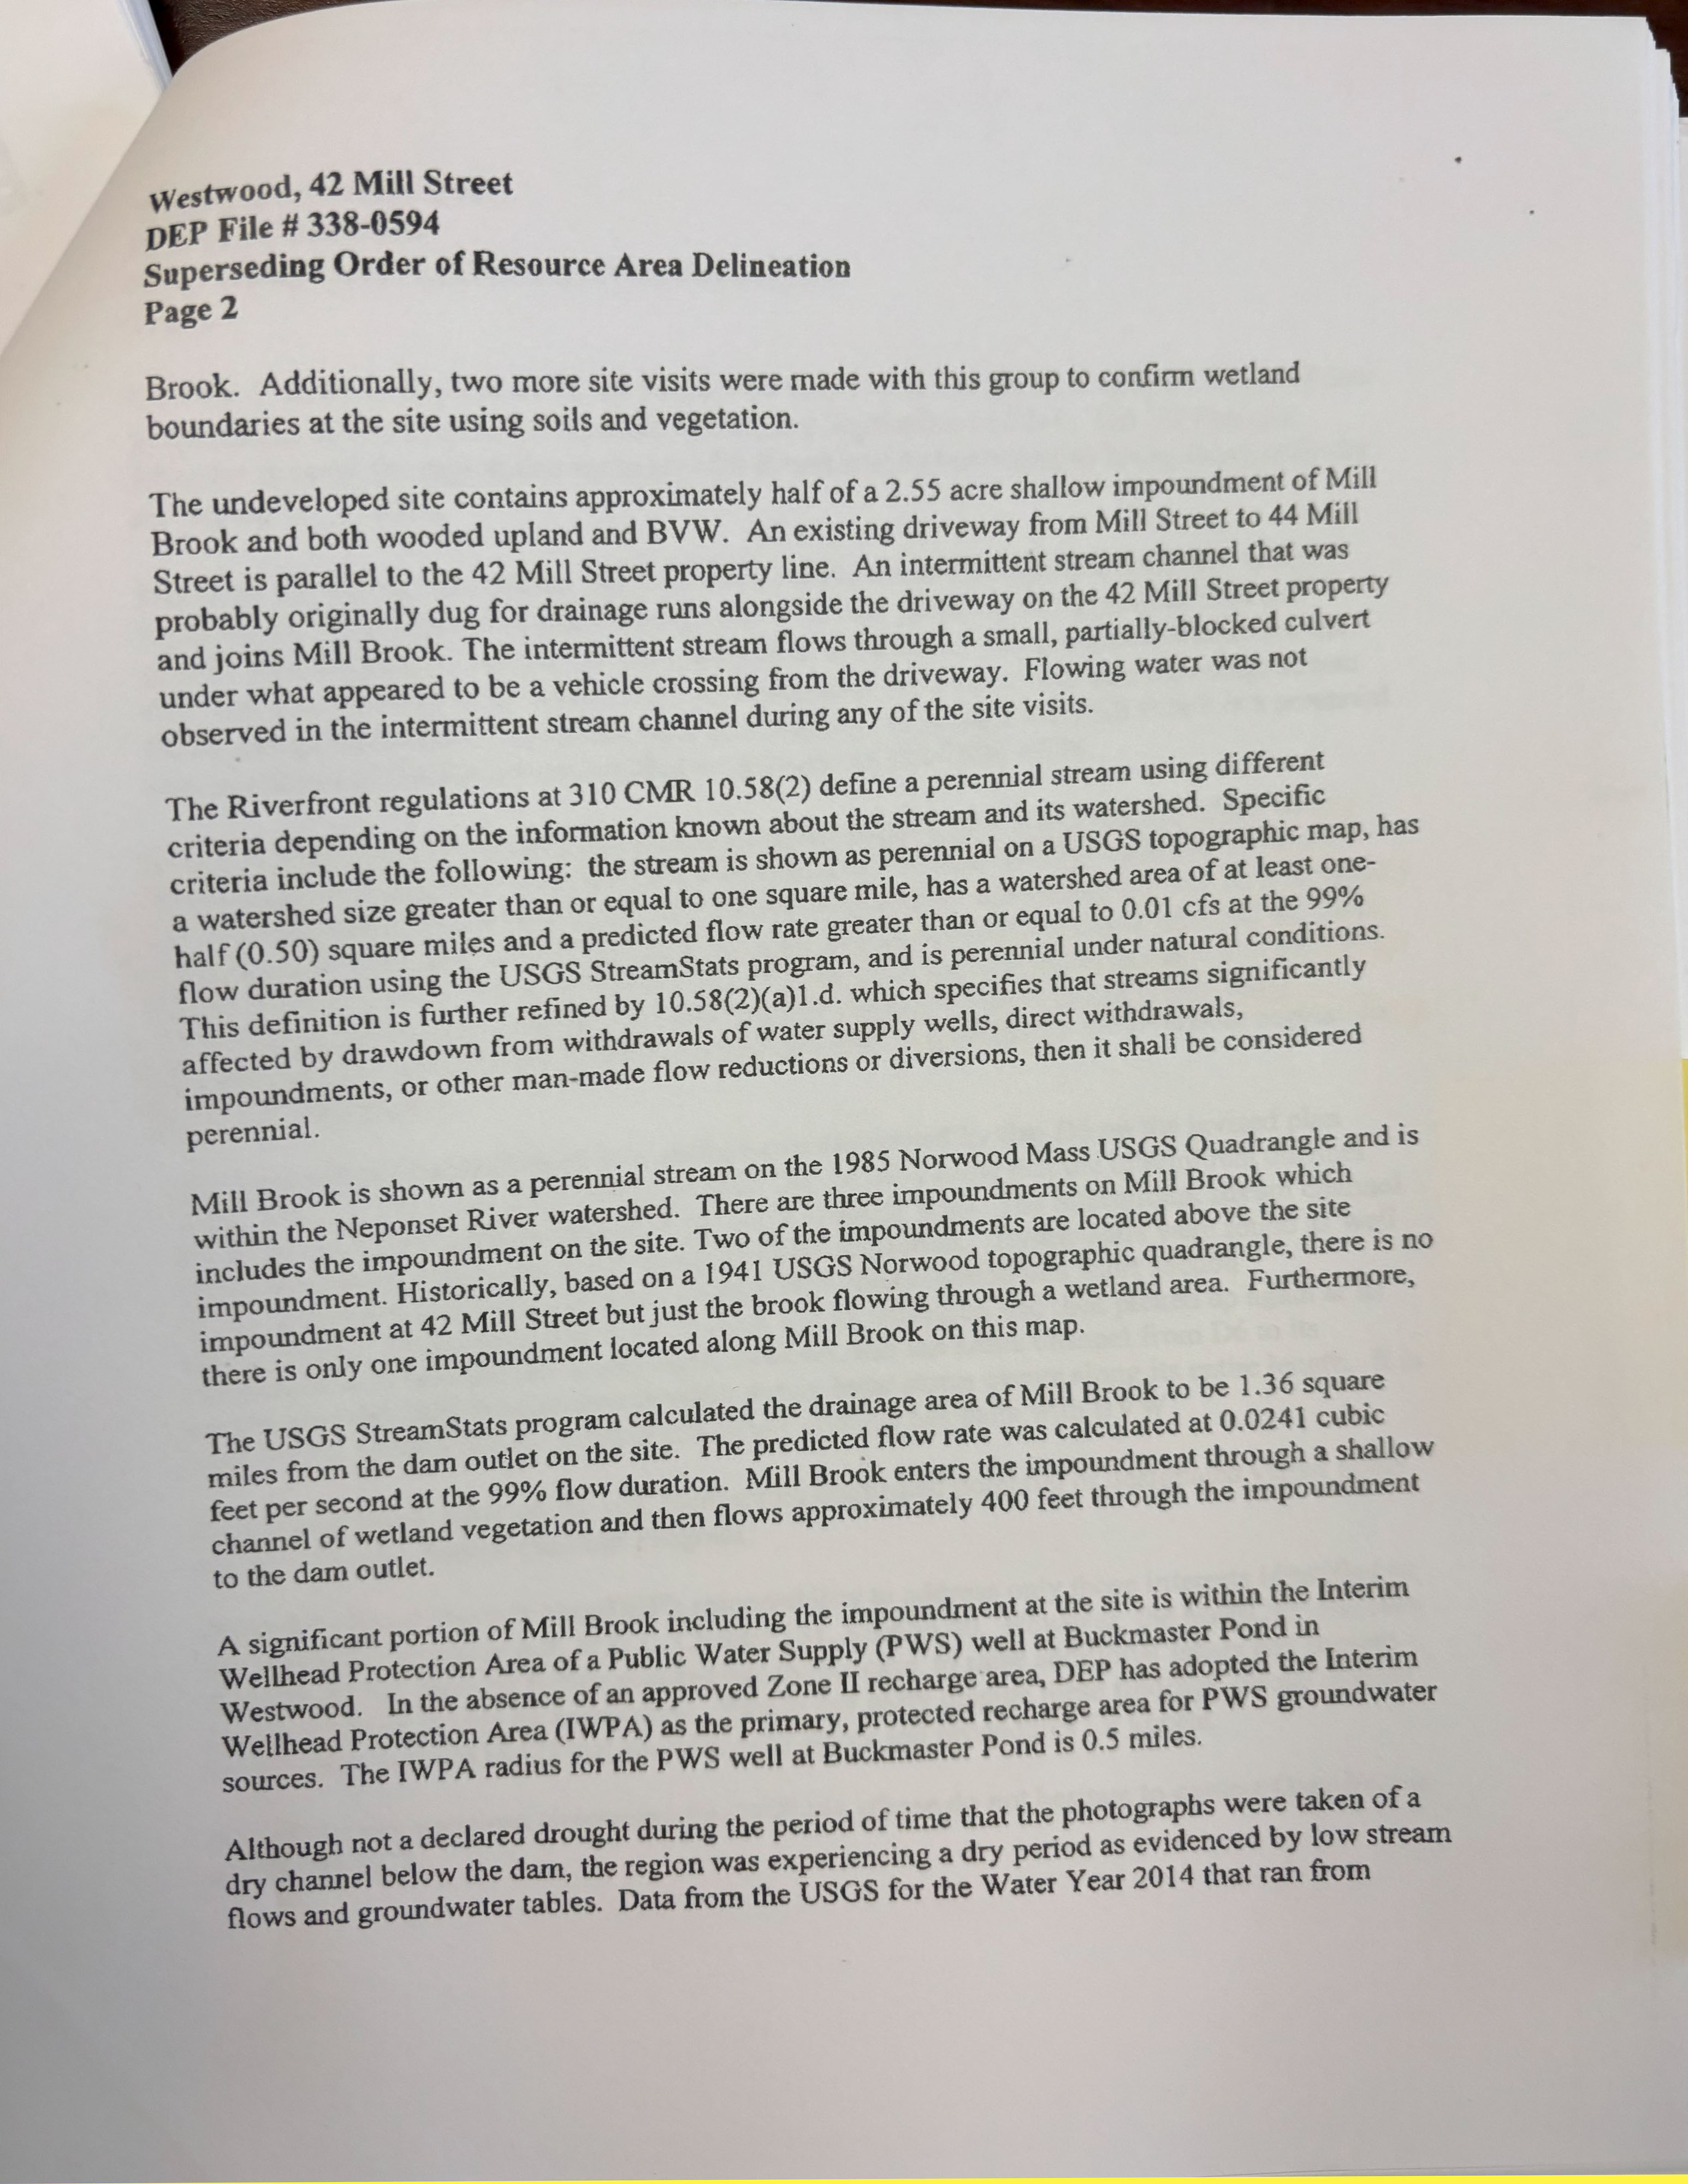 Westwood, 42 Mill Street
DEP File # 338-0594
Superseding Order of Resource Area Delineation
Page 2
Brook. Additionally, two more site visits were made with this group to confirm wetland
boundaries at the site using soils and vegetation.
The undeveloped site contains approximately half of a 2.55 acre shallow impoundment of Mill
Brook and both wooded upland and BVW. An existing driveway from Mill Street to 44 Mill
Street is parallel to the 42 Mill Street property line. An intermittent stream channel that was
probably originally dug for drainage runs alongside the driveway on the 42 Mill Street property
and joins Mill Brook. The intermittent stream flows through a small, partially-blocked culvert
under what appeared to be a vehicle crossing from the driveway. Flowing water was not
observed in the intermittent stream channel during any of the site visits.
The Riverfront regulations at 310 CMR 10.58(2) define a perennial stream using different
criteria depending on the information known about the stream and its watershed. Specific
criteria include the following: the stream is shown as perennial on a USGS topographic map, has
a watershed size greater than or equal to one square mile, has a watershed area of at least one-
half (0.50) square miles and a predicted flow rate greater than or equal to 0.01 cfs at the 99%
flow duration using the USGS StreamStats program, and is perennial under natural conditions.
This definition is further refined by 10.58(2)(a)1.d. which specifies that streams significantly
affected by drawdown from withdrawals of water supply wells, direct withdrawals,
impoundments, or other man-made flow reductions or diversions, then it shall be considered
perennial.
Mill Brook is shown as a perennial stream on the 1985 Norwood Mass USGS Quadrangle and is
within the Neponset River watershed. There are three impoundments on Mill Brook which
includes the impoundment on the site. Two of the impoundments are located above the site
impoundment. Historically, based on a 1941 USGS Norwood topographic quadrangle, there is no
impoundment at 42 Mill Street but just the brook flowing through a wetland area. Furthermore,
there is only one impoundment located along Mill Brook on this map.
The USGS StreamStats program calculated the drainage area of Mill Brook to be 1.36 square
miles from the dam outlet on the site. The predicted flow rate was calculated at 0.0241 cubic
feet per second at the 99% flow duration. Mill Brook enters the impoundment through a shallow
channel of wetland vegetation and then flows approximately 400 feet through the impoundment
to the dam outlet.
A significant portion of Mill Brook including the impoundment at the site is within the Interim
Wellhead Protection Area of a Public Water Supply (PWS) well at Buckmaster Pond in
Westwood. In the absence of an approved Zone II recharge area, DEP has adopted the Interim
Wellhead Protection Area (IWPA) as the primary, protected recharge area for PWS groundwater
sources. The IWPA radius for the PWS well at Buckmaster Pond is 0.5 miles.
Although not a declared drought during the period of time that the photographs were taken of a
dry channel below the dam, the region was experiencing a dry period as evidenced by low stream
flows and groundwater tables. Data from the USGS for the Water Year 2014 that ran from